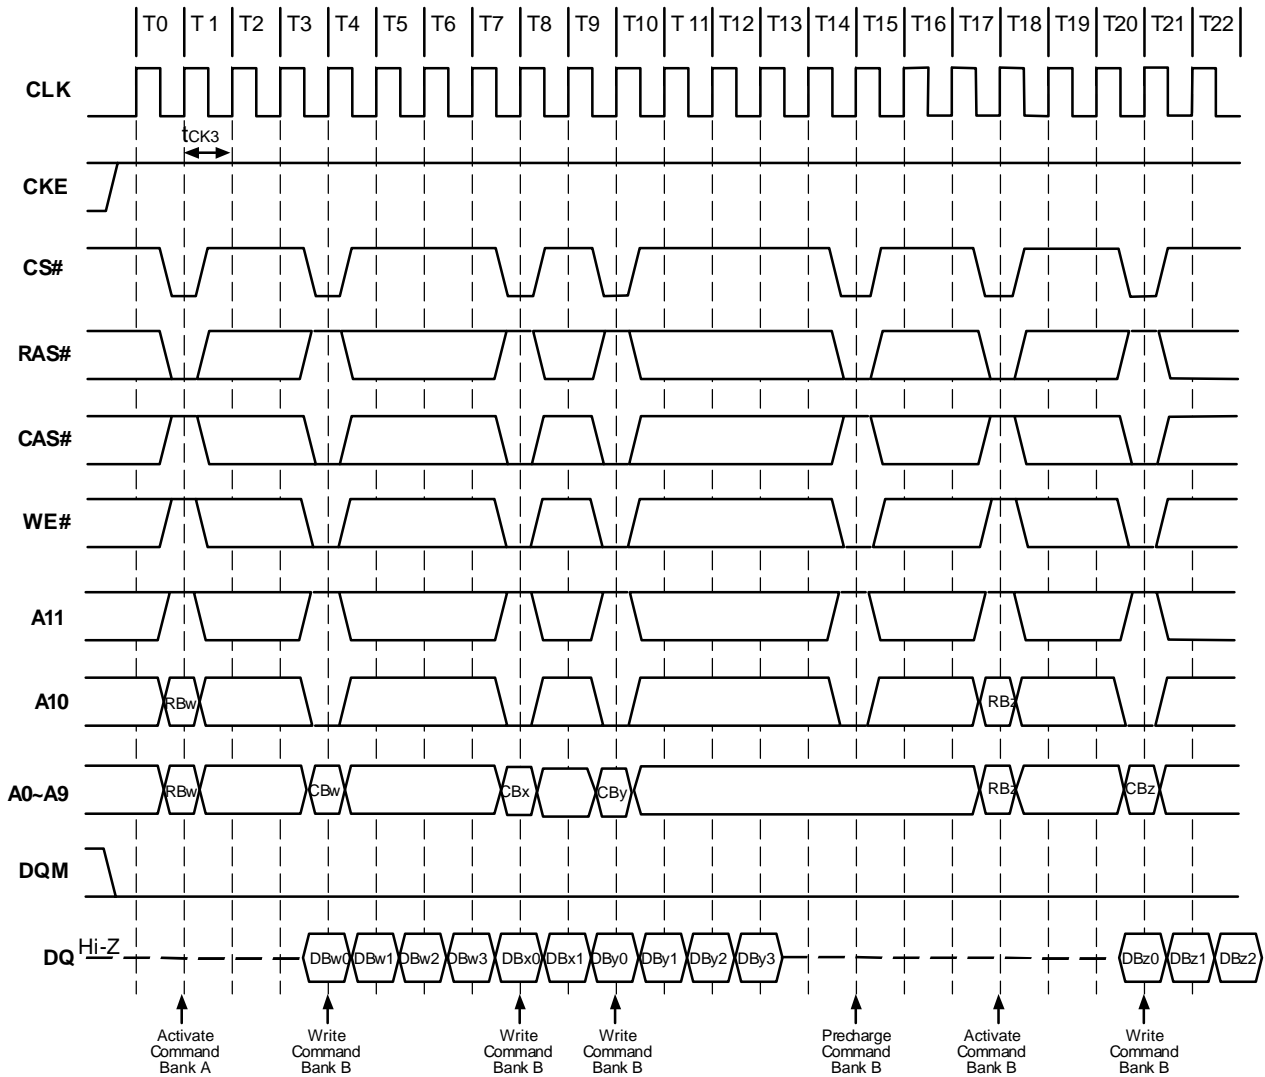 T0 T 1 T2 T3 T4 T5 T6 T7 T8 T9 T10 T 11 T12 T13 T14 T15 T16 T17 T18 T19 T20 T21 T22
CLK
tCK3
CKE
CS#
RAS#
CAS#
WE#
A11
A10 RBw RBz
A0~A9 RBw CBw CBx CBy RBz CBz
DQM
DQ Hi-Z DBw0 DBw1 DBw2 DBw3 DBx0 DBx1 DBy0 DBy1 DBy2 DBy3 DBz0 DBz1 DBz2
Activate Command Bank A
Write Command Bank B
Write Command Bank B
Write Command Bank B
Precharge Command Bank B
Activate Command Bank B
Write Command Bank B